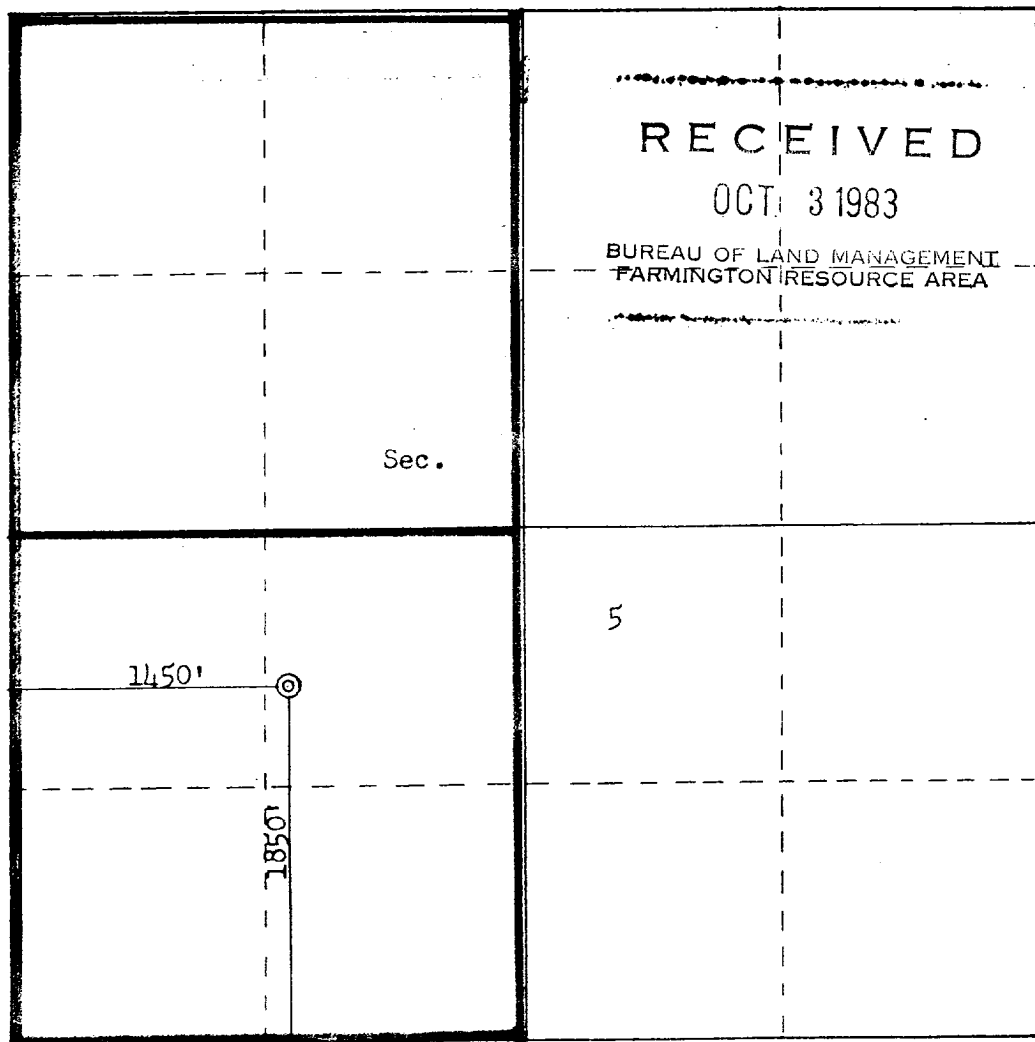 RECEIVED
OCT 3 1983
BUREAU OF LAND MANAGEMENT
FARMINGTON RESOURCE AREA
Sec.
5
1450'
1850'